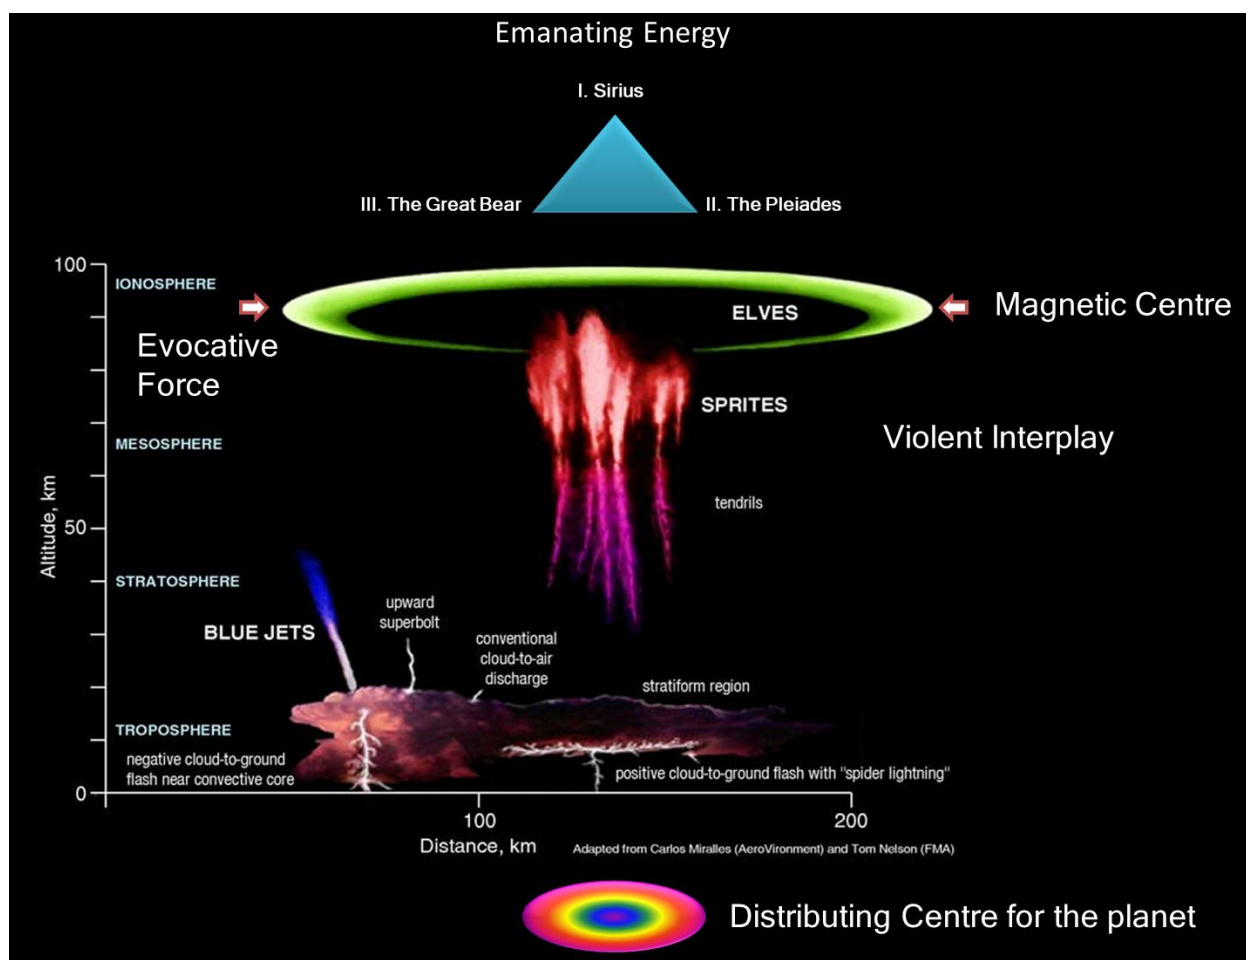 Emanating Energy
I. Sirius
III. The Great Bear
II. The Pleiades
100
IONOSPHERE
ELVES
Magnetic Centre
Evocative
Force
SPRITES
MESOSPHERE
Violent Interplay
tendrils
Altitude, km
50
STRATOSPHERE
BLUE JETS
upward
superbolt
conventional
cloud-to-air
discharge
stratiform region
TROPOSPHERE
negative cloud-to-ground
flash near convective core
positive cloud-to-ground flash with "spider lightning"
0
100
200
Distance, km
Adapted from Carlos Miralles (AeroVironment) and Tom Nelson (FMA)
Distributing Centre for the planet